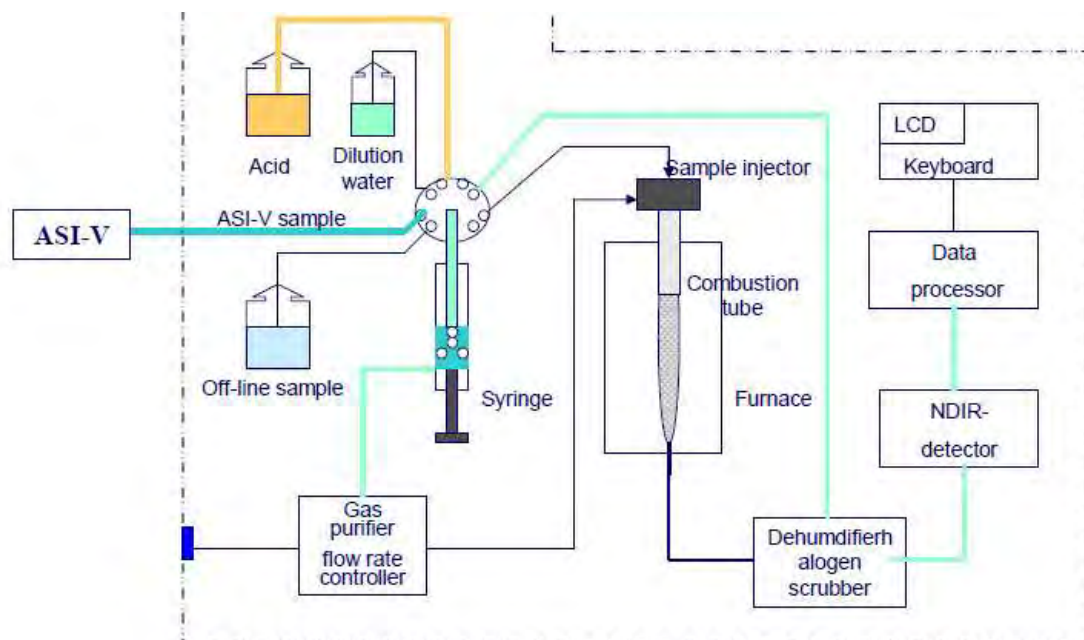 LCD
Keyboard
Acid
Dilution
water
Sample injector
ASI-V
ASI-V sample
Data
processor
Combustion
tube
Off-line sample
Syringe
Furnace
NDIR-
detector
Gas
purifier
flow rate
controller
Dehumdifierh
alogen
scrubber